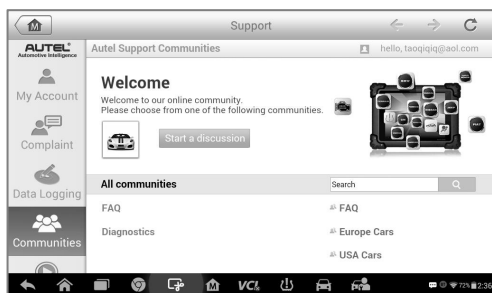 Support
AUTEL®
Automotive Intelligence
Autel Support Communities
hello, taoqiqiq@aol.com
My Account
Complaint
Data Logging
Communities
Welcome
Welcome to our online community.
Please choose from one of the following communities.
Start a discussion
All communities
Search
FAQ
FAQ
Diagnostics
Europe Cars
USA Cars
VCI
72%
2:36